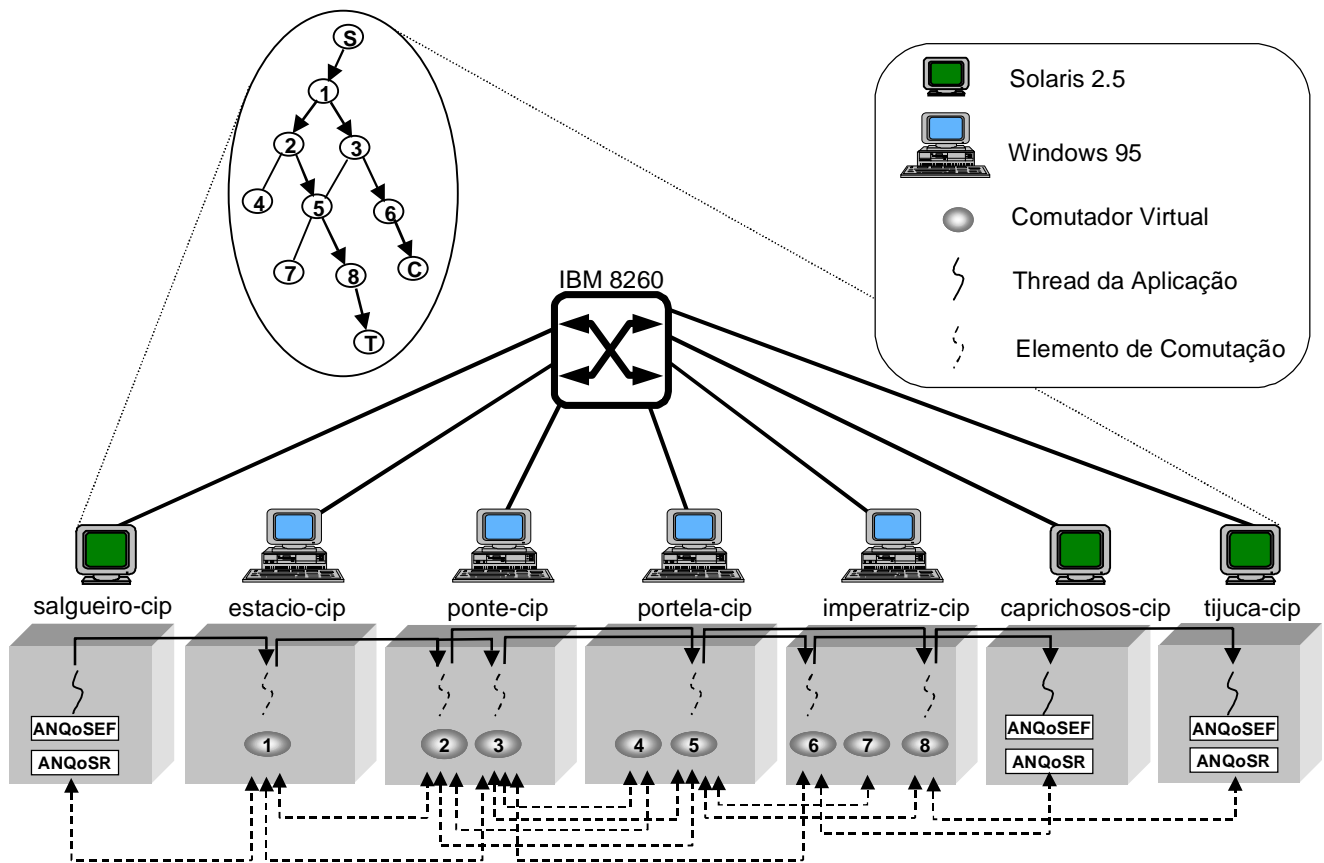 S
1
2
3
4
5
6
7
8
C
T
Solaris 2.5
Windows 95
Comutador Virtual
Thread da Aplicação
Elemento de Comutação
IBM 8260
salgueiro-cip
estacio-cip
ponte-cip
portela-cip
imperatriz-cip
caprichosos-cip
tijuca-cip
ANQoSEF
ANQoSR
1
2
3
4
5
6
7
8
ANQoSEF
ANQoSR
ANQoSEF
ANQoSR